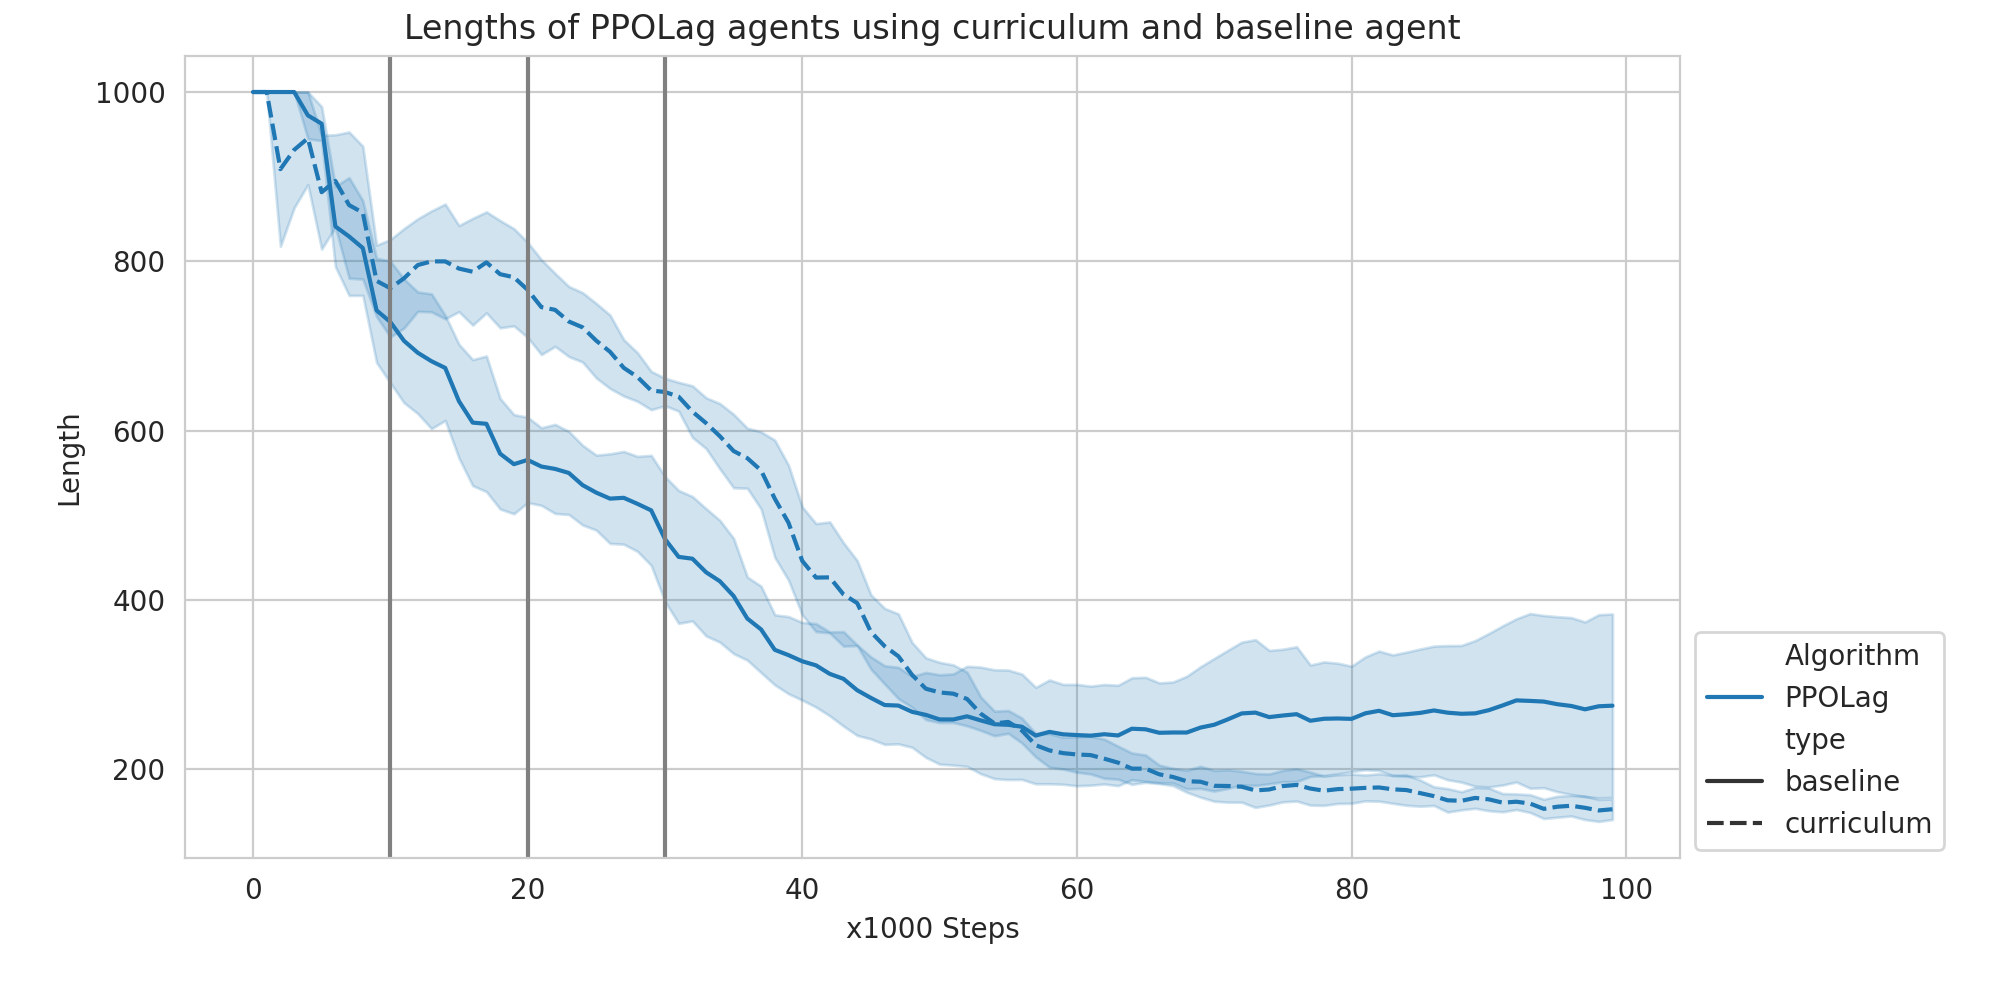 Lengths of PPOLag agents using curriculum and baseline agent
1000
800
600
400
200
Length
0 20 40 60 80 100
x1000 Steps
Algorithm
PPOLag
type
baseline
curriculum